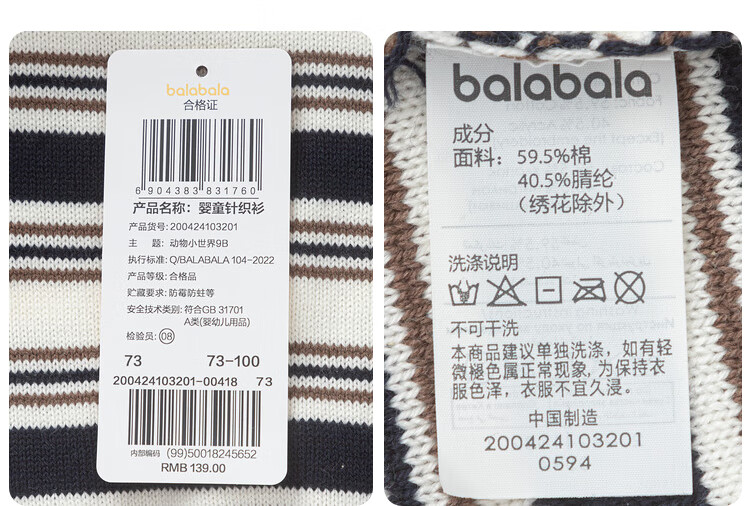 balabala
合格证
6904383831760
产品名称：婴童针织衫
产品货号：200424103201
主 题：动物小世界9B
执行标准：Q/BALABALA 104-2022
产品等级：合格品
贮藏要求：防霉防蛀等
安全技术类别：符合GB 31701
A类(婴幼儿用品)
检验员：08
73 73-100
200424103201-00418 73
内部编码 (99)50018245652
RMB 139.00
balabala
成分
面料：59.5%棉
40.5%腈纶
（绣花除外）
洗涤说明
不可干洗
本商品建议单独洗涤，如有轻
微褪色属正常现象，为保持衣
服色泽，衣服不宜久浸。
中国制造
200424103201
0594